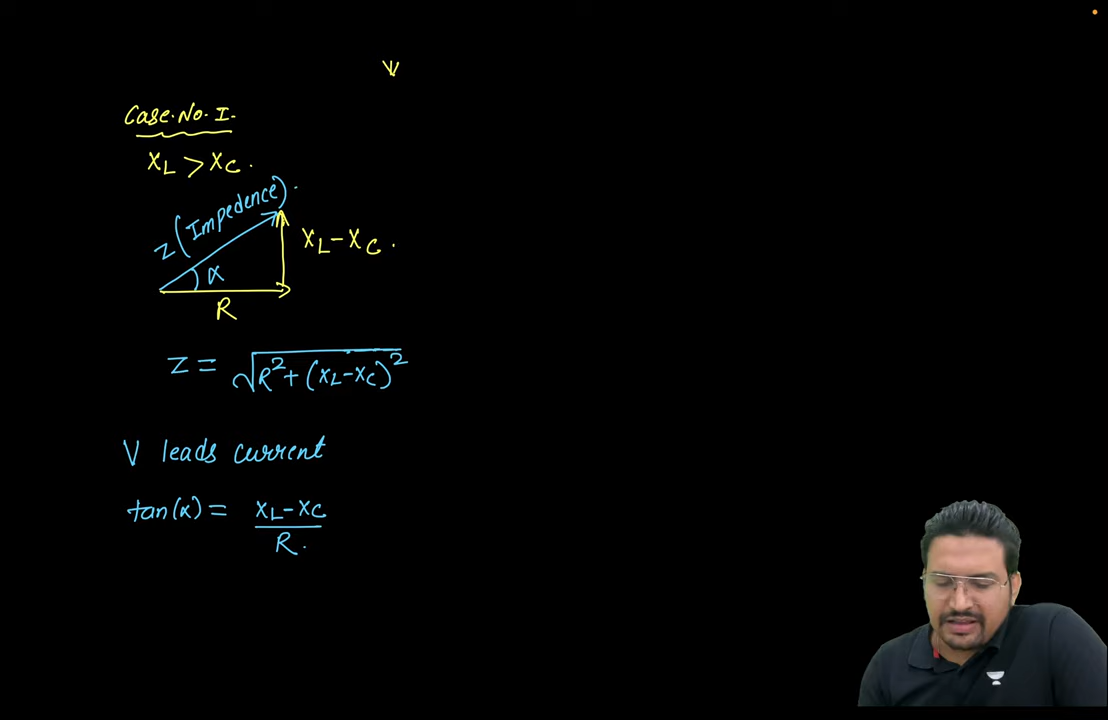 Case.No.I.
XL > XC.
Z (Impedence).
XL-XC.
α
R
Z = √R²+(XL-XC)²
V leads current
tan(α) = XL-XC
R.